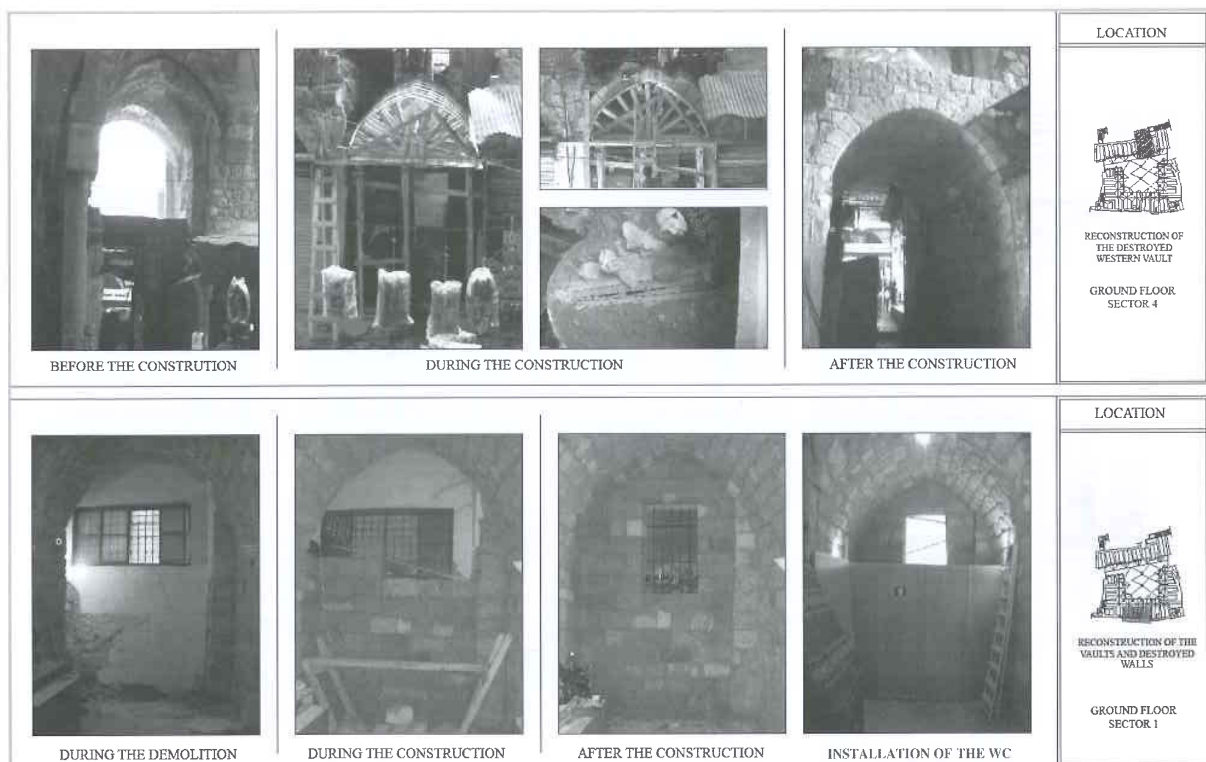 BEFORE THE CONSTRUTION
DURING THE CONSTRUCTION
AFTER THE CONSTRUCTION
LOCATION
RECONSTRUCTION OF
THE DESTROYED
WESTERN VAULT
GROUND FLOOR
SECTOR 4
DURING THE DEMOLITION
DURING THE CONSTRUCTION
AFTER THE CONSTRUCTION
INSTALLATION OF THE WC
LOCATION
RECONSTRUCTION OF THE
VAULTS AND DESTROYED
WALLS
GROUND FLOOR
SECTOR 1